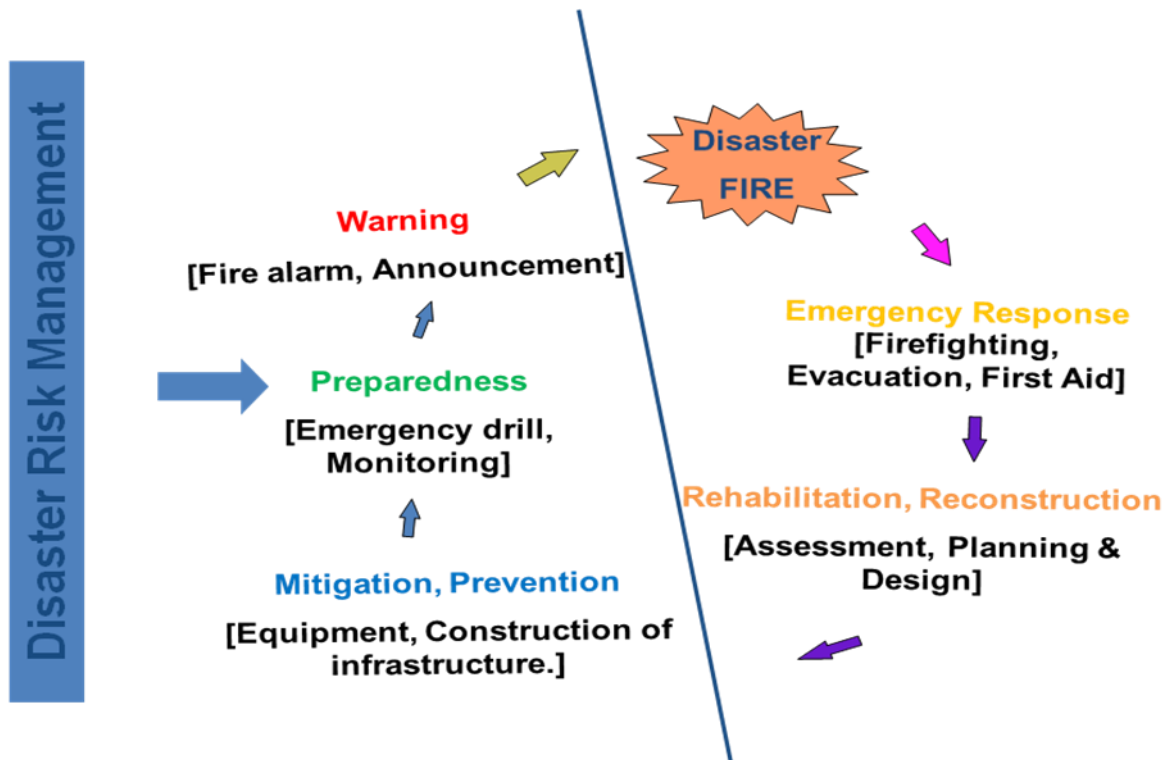 Disaster Risk Management
Warning
[Fire alarm, Announcement]
Preparedness
[Emergency drill,
Monitoring]
Mitigation, Prevention
[Equipment, Construction of
infrastructure.]
Disaster
FIRE
Emergency Response
[Firefighting,
Evacuation, First Aid]
Rehabilitation, Reconstruction
[Assessment, Planning &
Design]